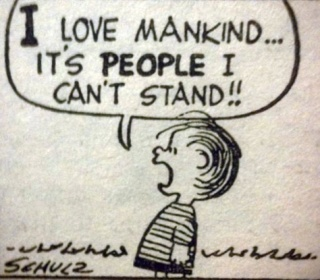 I LOVE MANKIND...
IT'S PEOPLE I
CAN'T STAND!!
SCHULZ